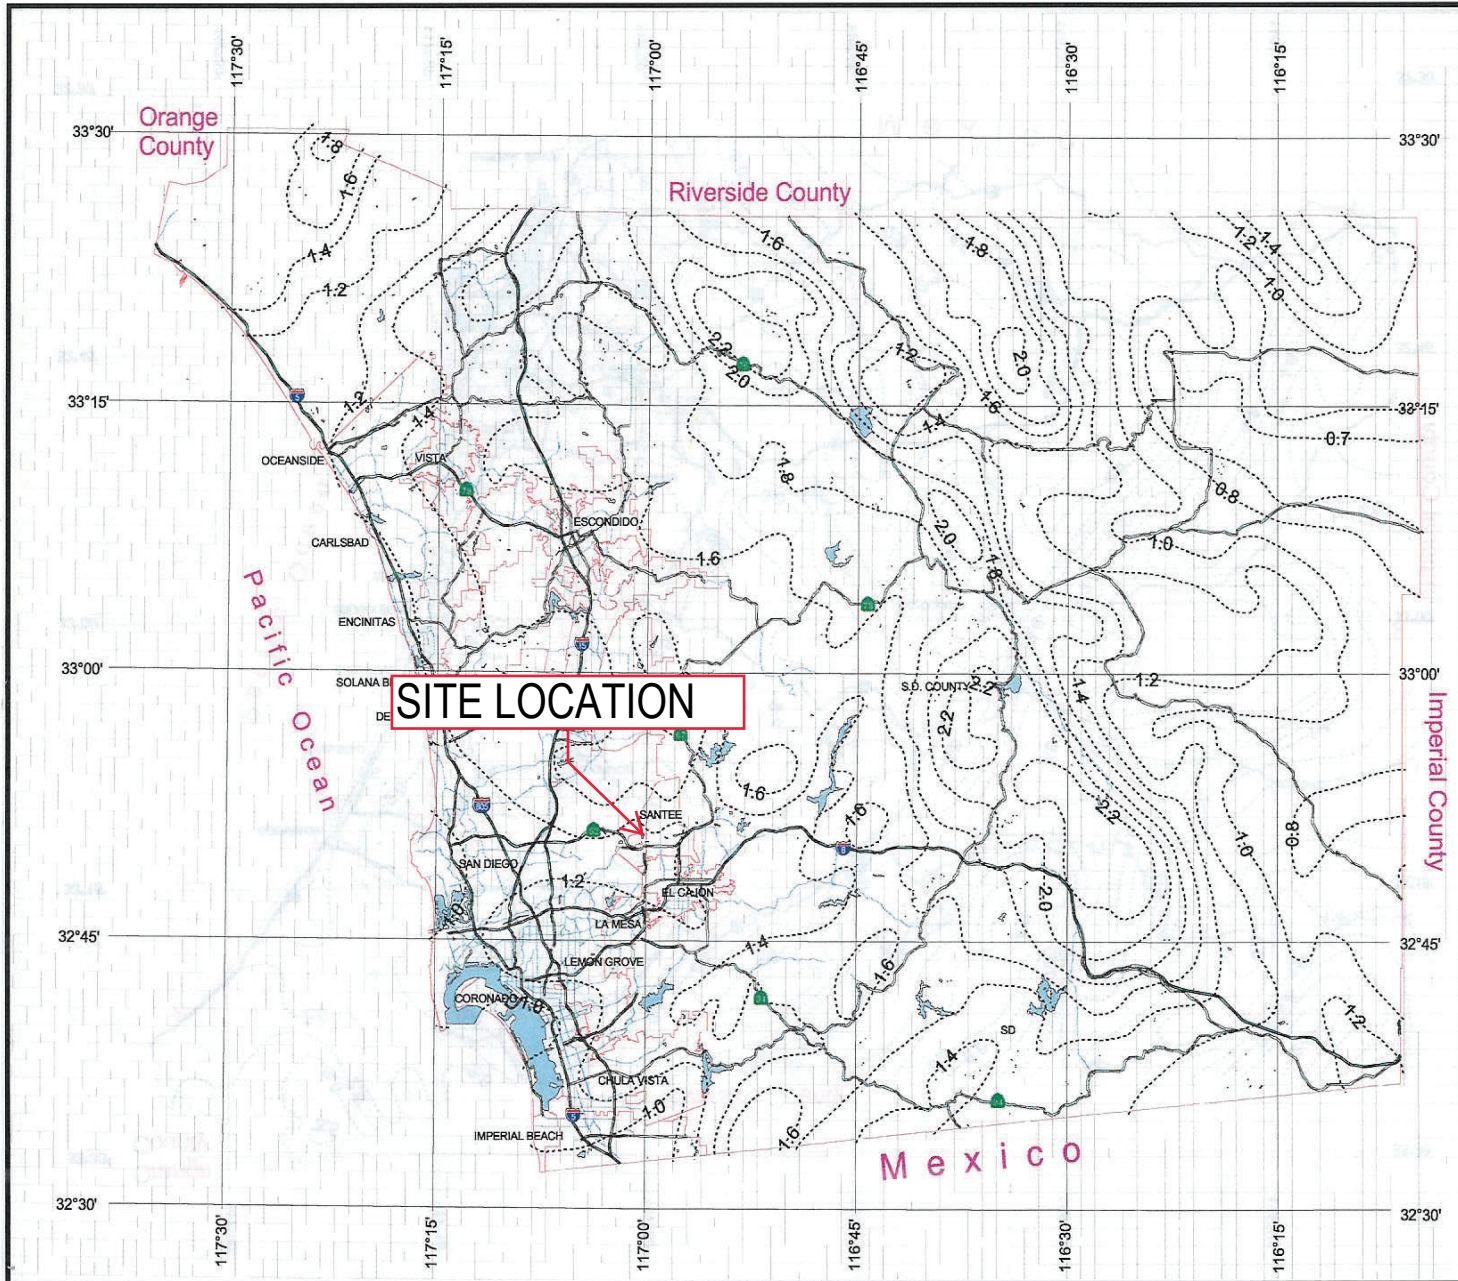 117°30'
117°15'
117°00'
116°45'
116°30'
116°15'
Orange
County
33°30'
33°30'
1.8
1.6
Riverside County
1.4
1.2
1.6
1.8
1.2
1.4
1.0
2.2
2.0
1.2
2.0
1.6
1.4
33°15'
5
1.2
1.4
33°15'
0.7
OCEANSIDE
VISTA
1.8
0.8
ESCONDIDO
2.0
1.0
CARLSBAD
1.6
1.8
78
Pacific Ocean
ENCINITAS
15
33°00'
33°00'
SOLANA B
S.D. COUNTY
2.2
1.4
1.2
SITE LOCATION
DE
2.2
Imperial County
1.6
805
SANTEE
1.6
2.2
1.0
0.8
8
SAN DIEGO
1.2
EL CAJON
2.0
1.0
LA MESA
32°45'
32°45'
1.4
LEMON GROVE
1.6
CORONADO
1.2
SD
1.4
CHULA VISTA
1.0
5
IMPERIAL BEACH
1.6
Mexico
32°30'
32°30'
117°30'
117°15'
117°00'
116°45'
116°30'
116°15'